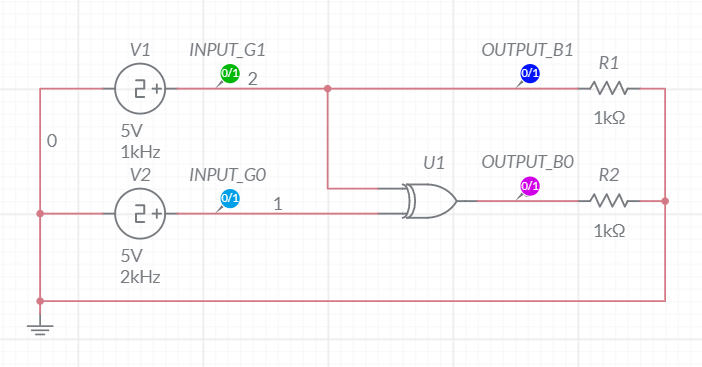 V1
INPUT_G1
0/1
2
+
5V
1kHz
0
OUTPUT_B1
0/1
R1
1kΩ
V2
INPUT_G0
0/1
1
+
5V
2kHz
U1
OUTPUT_B0
0/1
R2
1kΩ